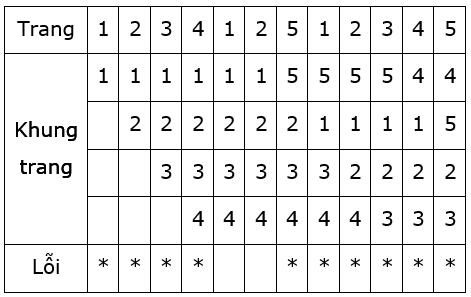 Trang 1 2 3 4 1 2 5 1 2 3 4 5
Khung trang
1 1 1 1 1 1 5 5 5 5 4 4
2 2 2 2 2 2 1 1 1 1 5
3 3 3 3 3 3 2 2 2 2
4 4 4 4 4 4 3 3 3
Lỗi * * * * * * * * * *